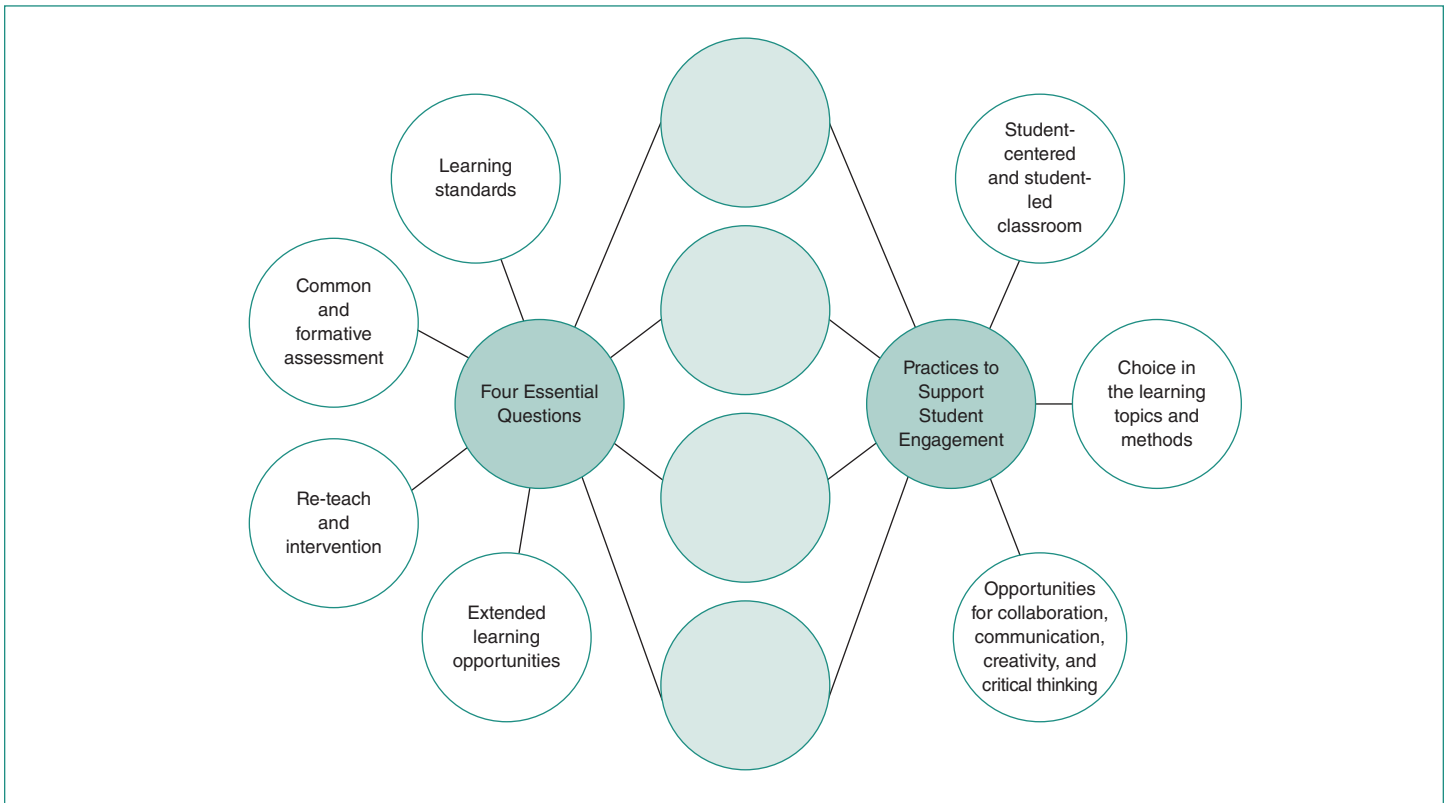 Learning
standards
Common
and
formative
assessment
Re-teach
and
intervention
Extended
learning
opportunities
Four Essential
Questions
Practices to
Support
Student
Engagement
Student-
centered
and student-
led
classroom
Choice in
the learning
topics and
methods
Opportunities
for collaboration,
communication,
creativity, and
critical thinking